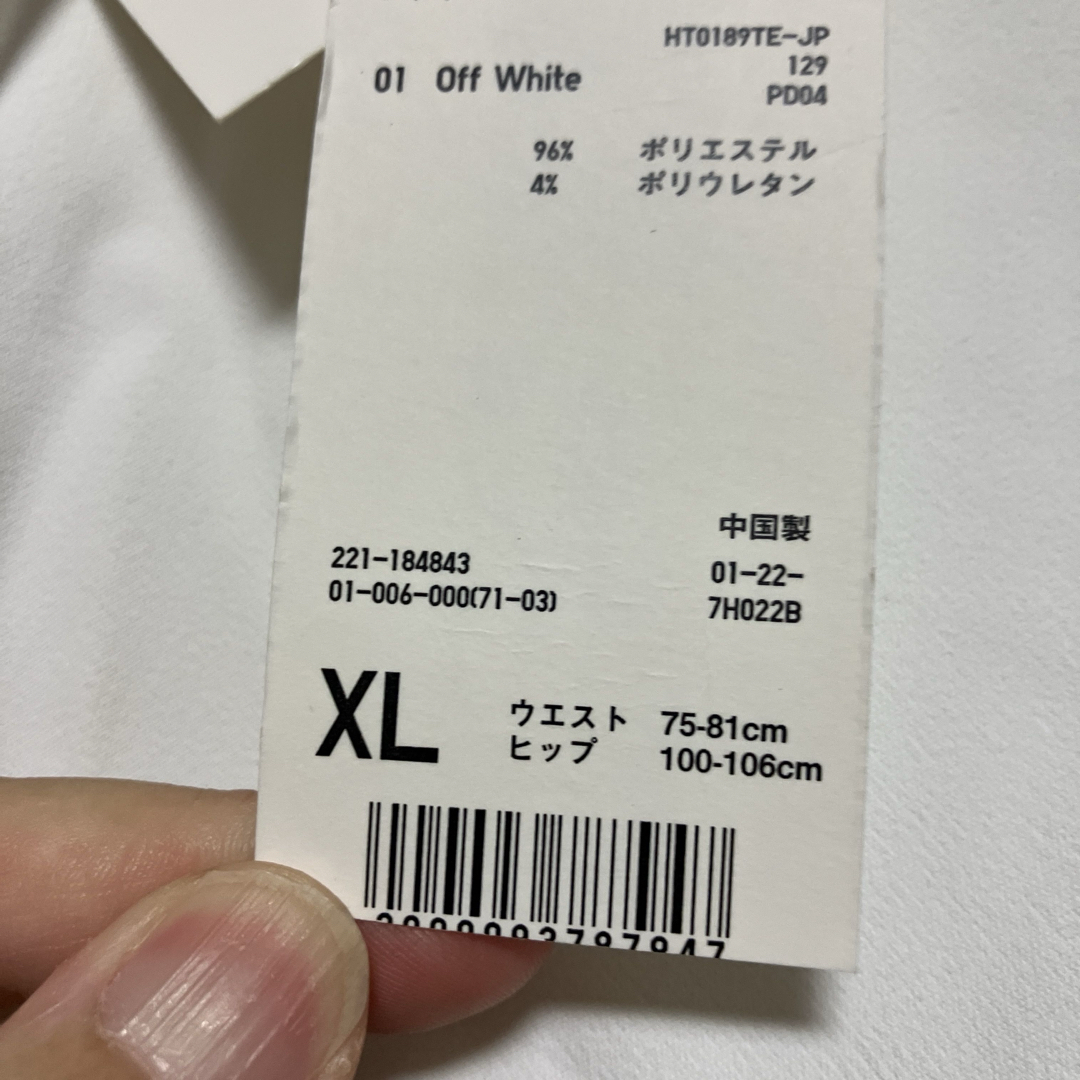 HT0189TE-JP
01 Off White
129
PD04
96% ポリエステル
4% ポリウレタン
中国製
221-184843
01-22-
01-006-000(71-03)
7H022B
XL
ウエスト 75-81cm
ヒップ 100-106cm